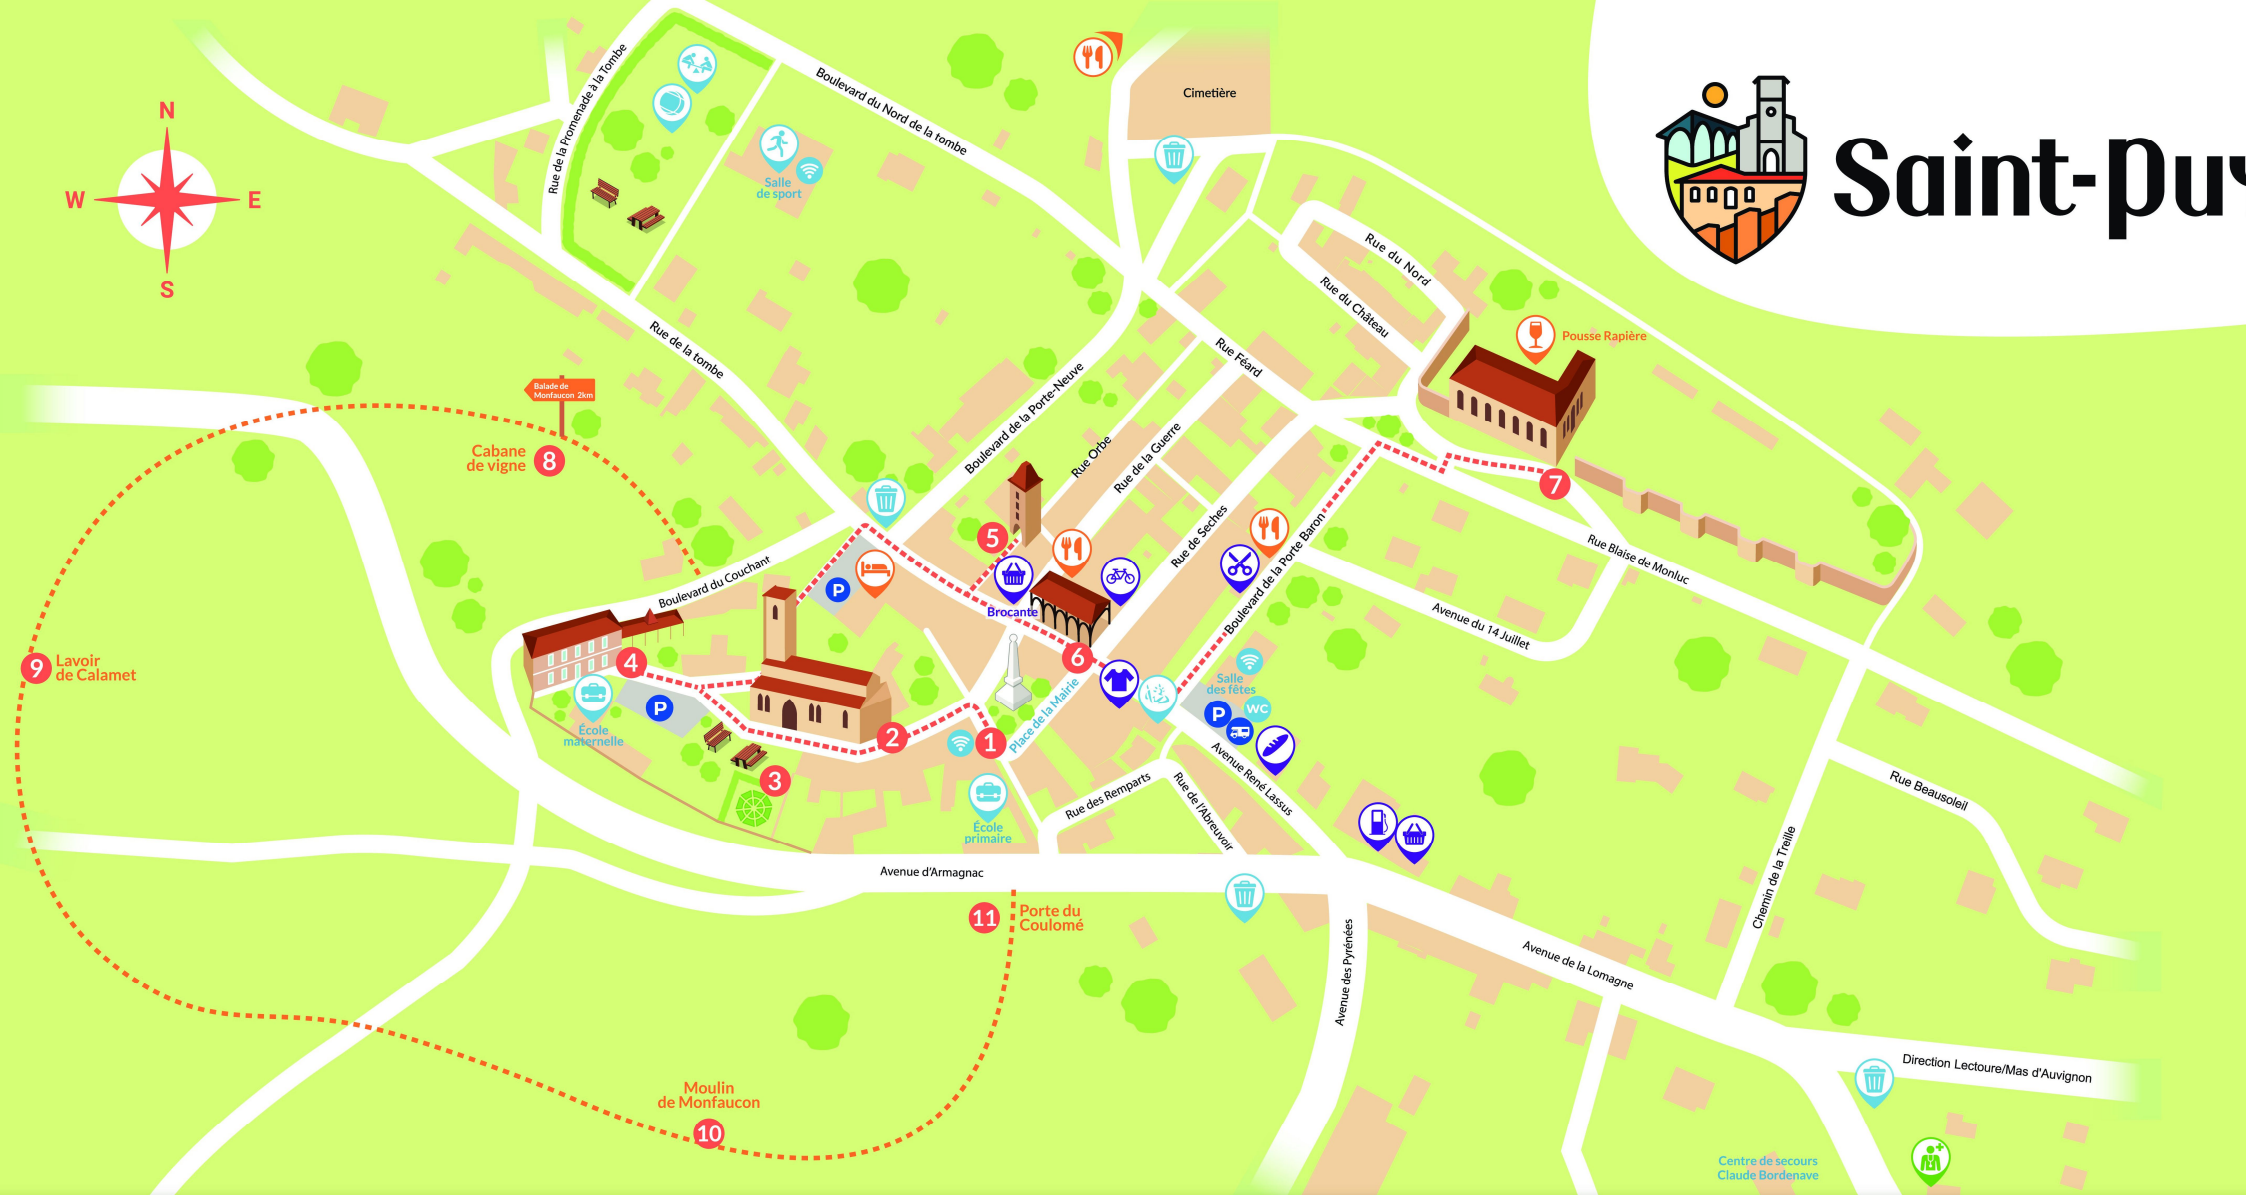 N
W
E
S
Saint-Puy
Cimetière
Rue de la Promenade à la Tombe
Boulevard du Nord de la tombe
Salle
de sport
Rue du Nord
Rue du Château
Pousse Rapière
Rue de la tombe
Rue Féard
Balade de
Monfaucon 2km
Cabane
de vigne
8
Boulevard de la Porte-Neuve
Rue Orbe
Rue de la Guerre
Rue de Seches
7
5
Boulevard de la Porte Baron
Rue Blaise de Monluc
Boulevard du Couchant
P
Brocante
Avenue du 14 Juillet
9
Lavoir
de Calamet
4
6
Salle
des fêtes
P
WC
P
École
maternelle
2
1
Place de la Mairie
3
Avenue René Lassus
Rue des Remparts
Rue de l'Abreuvoir
École
primaire
Rue Beausoleil
Chemin de la Treille
Avenue d'Armagnac
11
Porte du
Coulomé
Avenue des Pyrénées
Avenue de la Lomagne
Direction Lectoure/Mas d'Auvignon
Moulin
de Monfaucon
10
Centre de secours
Claude Bordenave